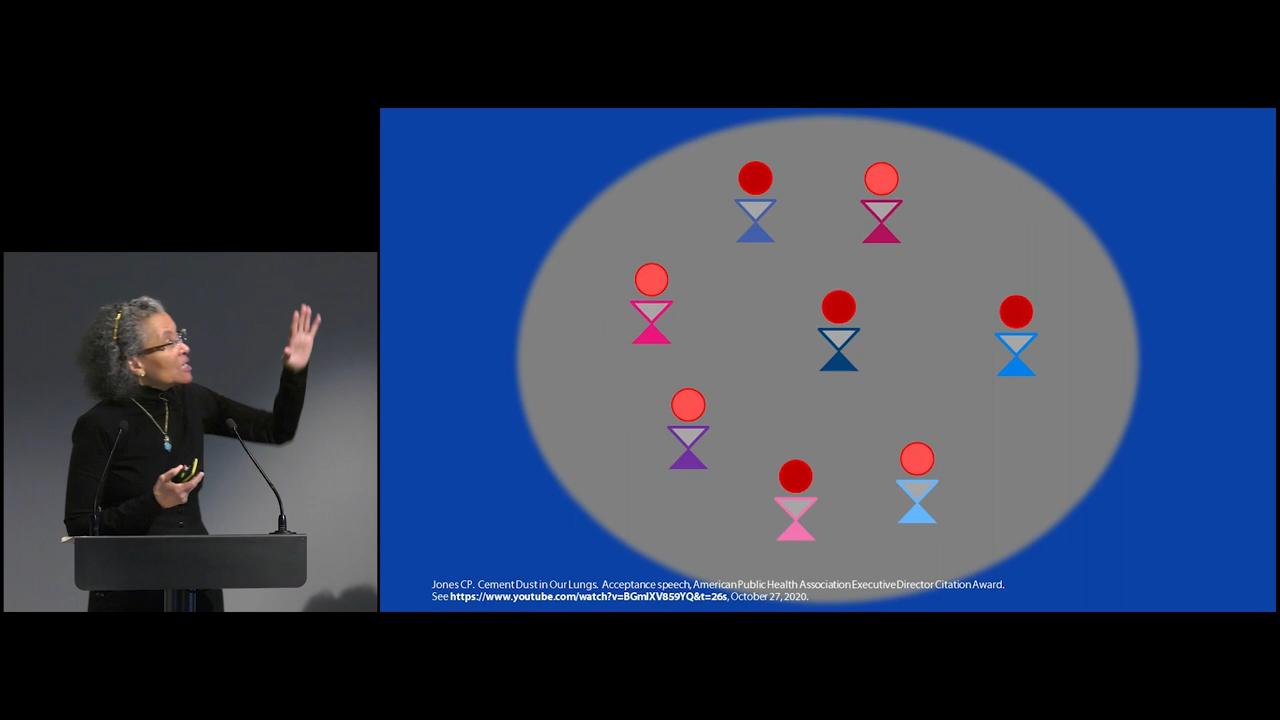 Jones CP. Cement Dust in Our Lungs. Acceptance speech, American Public Health Association Executive Director Citation Award.
See https://www.youtube.com/watch?v=BGmIXV859YQ&t=26s, October 27, 2020.